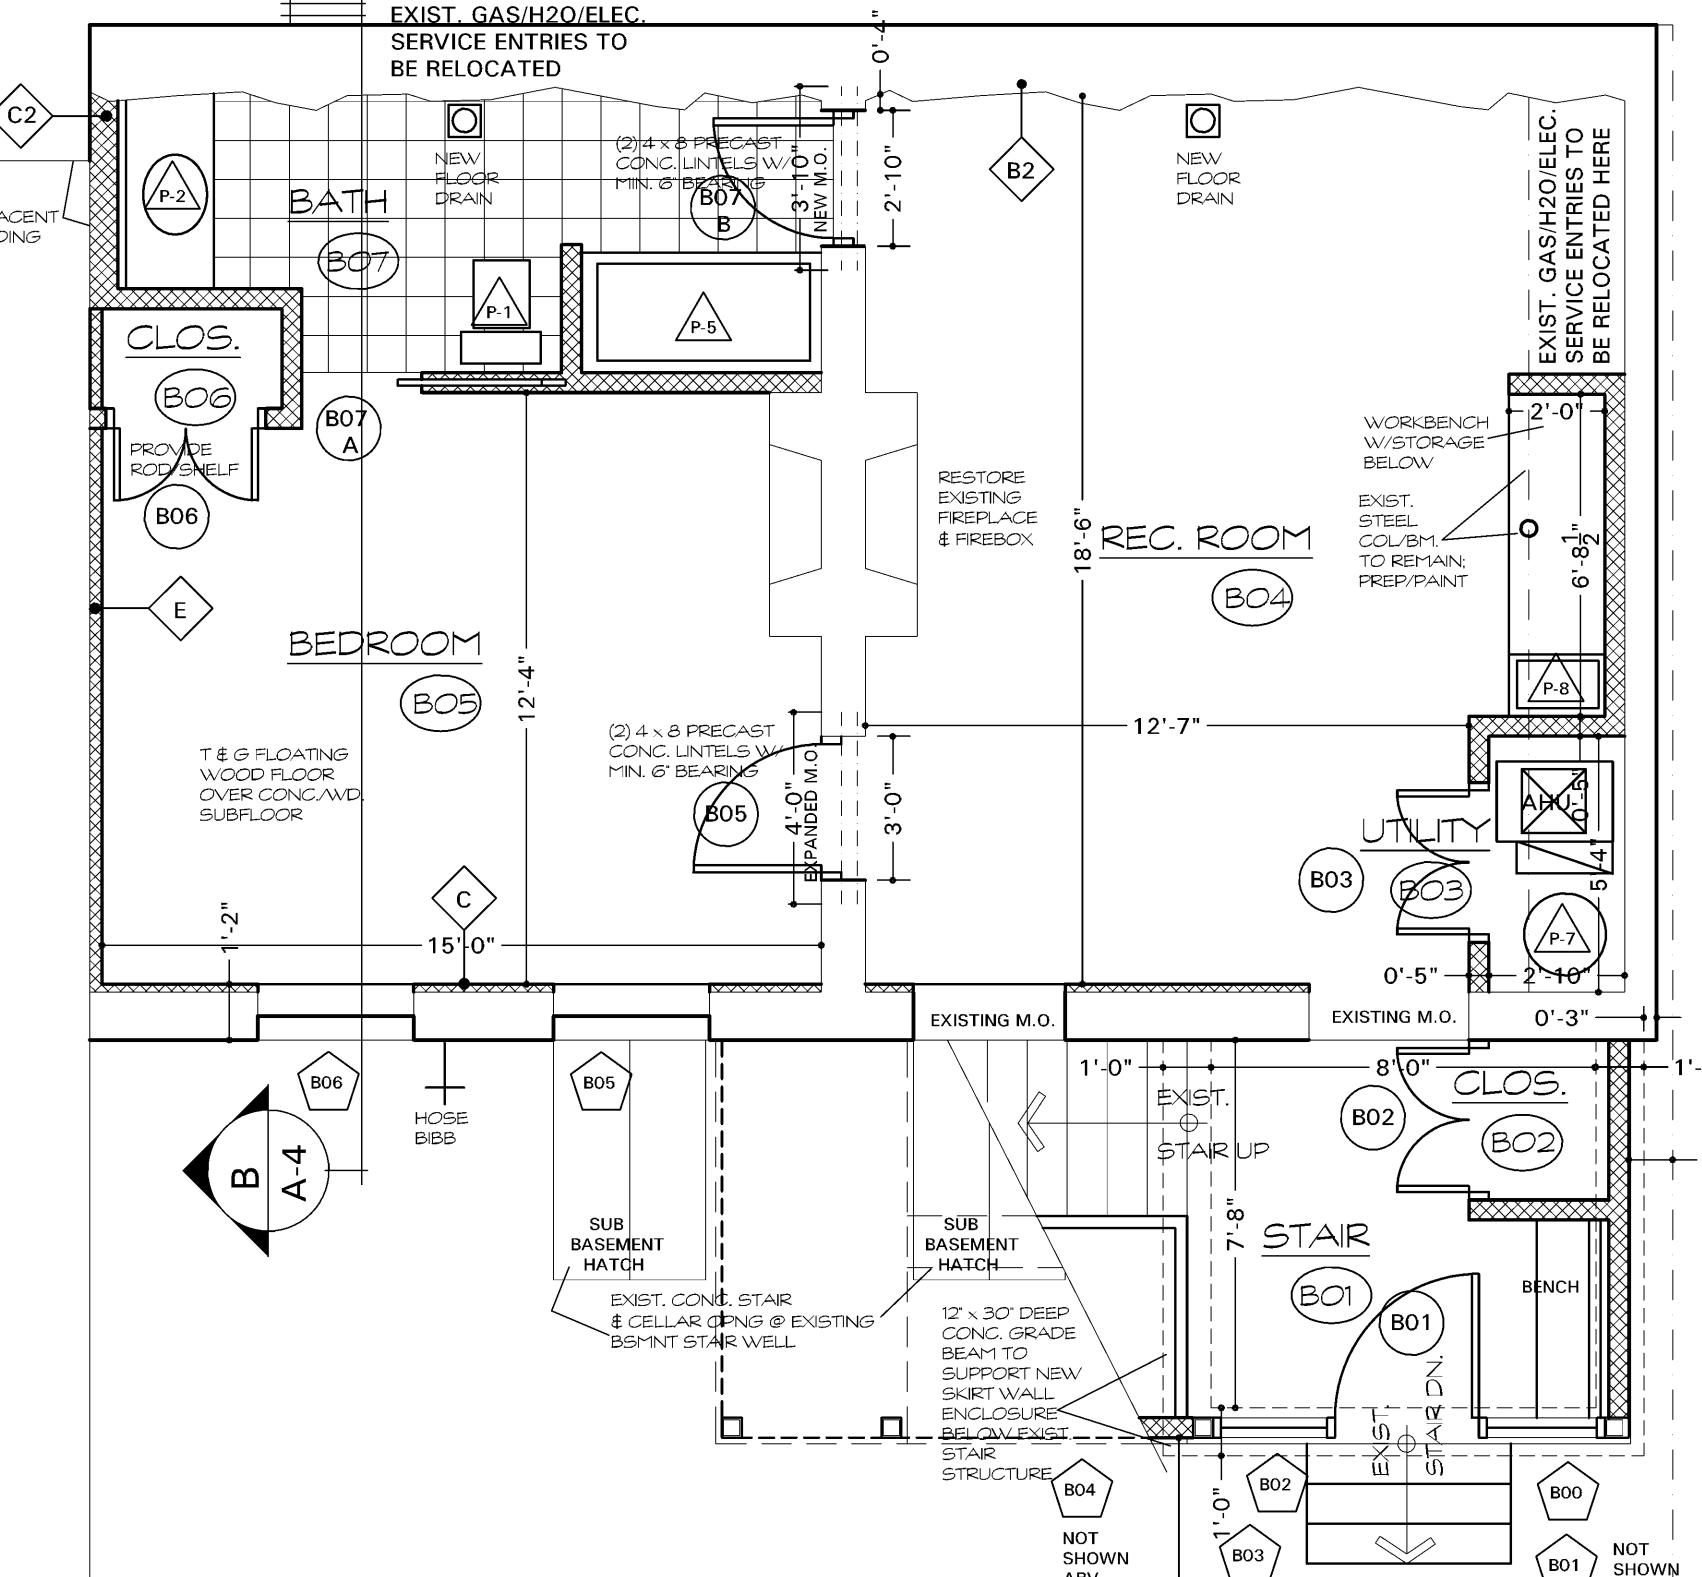 EXIST. GAS/H2O/ELEC.
SERVICE ENTRIES TO
BE RELOCATED
0'-4"
C2
P-2
BATH
B07
NEW
FLOOR
DRAIN
(2) 4 x 8 PRECAST
CONC. LINTELS W/
MIN. 6" BEARING
B07
B
3'-10"
NEW M.O.
2'-10"
B2
NEW
FLOOR
DRAIN
EXIST. GAS/H2O/ELEC.
SERVICE ENTRIES TO
BE RELOCATED HERE
ACENT
DING
P-1
P-5
CLOS.
B06
B07
A
PROVIDE
ROD/SHELF
B06
E
BEDROOM
B05
12'-4"
RESTORE
EXISTING
FIREPLACE
& FIREBOX
18'-6"
REC. ROOM
B04
WORKBENCH
W/STORAGE
BELOW
2'-0"
EXIST.
STEEL
COL/BM.
TO REMAIN;
PREP/PAINT
6'-8 1/2"
P-8
T & G FLOATING
WOOD FLOOR
OVER CONC./WD.
SUBFLOOR
(2) 4 x 8 PRECAST
CONC. LINTELS W/
MIN. 6" BEARING
B05
4'-0"
EXPANDED M.O.
3'-0"
12'-7"
AHU
0'-5"
UTILITY
B03
B03
5'-4"
P-7
C
1'-2"
15'-0"
0'-5"
2'-10"
EXISTING M.O.
EXISTING M.O.
0'-3"
B06
B05
HOSE
BIBB
B
A-4
1'-0"
8'-0"
1'-
EXIST.
STAIR UP
B02
CLOS.
B02
7'-8"
STAIR
B01
B01
BENCH
SUB
BASEMENT
HATCH
SUB
BASEMENT
HATCH
EXIST. CONC. STAIR
& CELLAR OPNG @ EXISTING
BSMNT STAIR WELL
12" x 30" DEEP
CONC. GRADE
BEAM TO
SUPPORT NEW
SKIRT WALL
ENCLOSURE
BELOW EXIST.
STAIR
STRUCTURE
EXIST.
STAIR DN.
1'-0"
B04
NOT
SHOWN
ABV
B02
B03
B00
B01
NOT
SHOWN